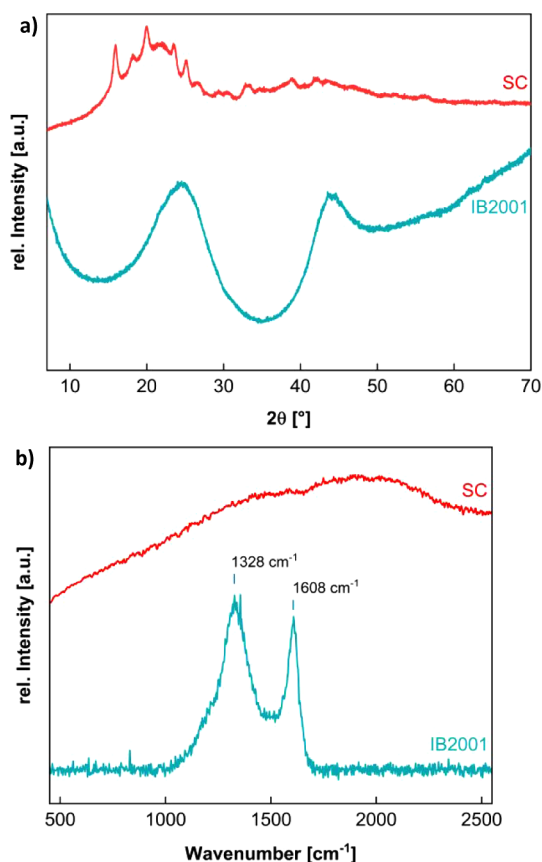 a)
rel. Intensity [a.u.]
SC
IB2001
10 20 30 40 50 60 70
2θ [°]
b)
rel. Intensity [a.u.]
SC
1328 cm⁻¹
1608 cm⁻¹
IB2001
500 1000 1500 2000 2500
Wavenumber [cm⁻¹]